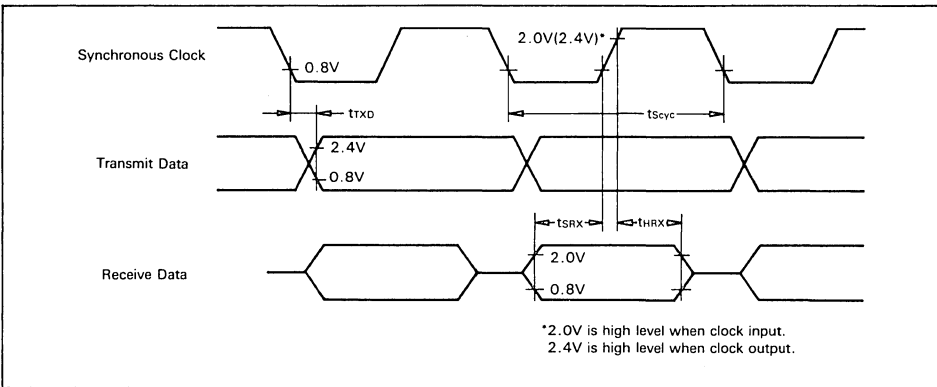 Synchronous Clock
0.8V
2.0V(2.4V)*
tTXD
tScyc
Transmit Data
2.4V
0.8V
tSRX
tHRX
Receive Data
2.0V
0.8V
*2.0V is high level when clock input.
2.4V is high level when clock output.